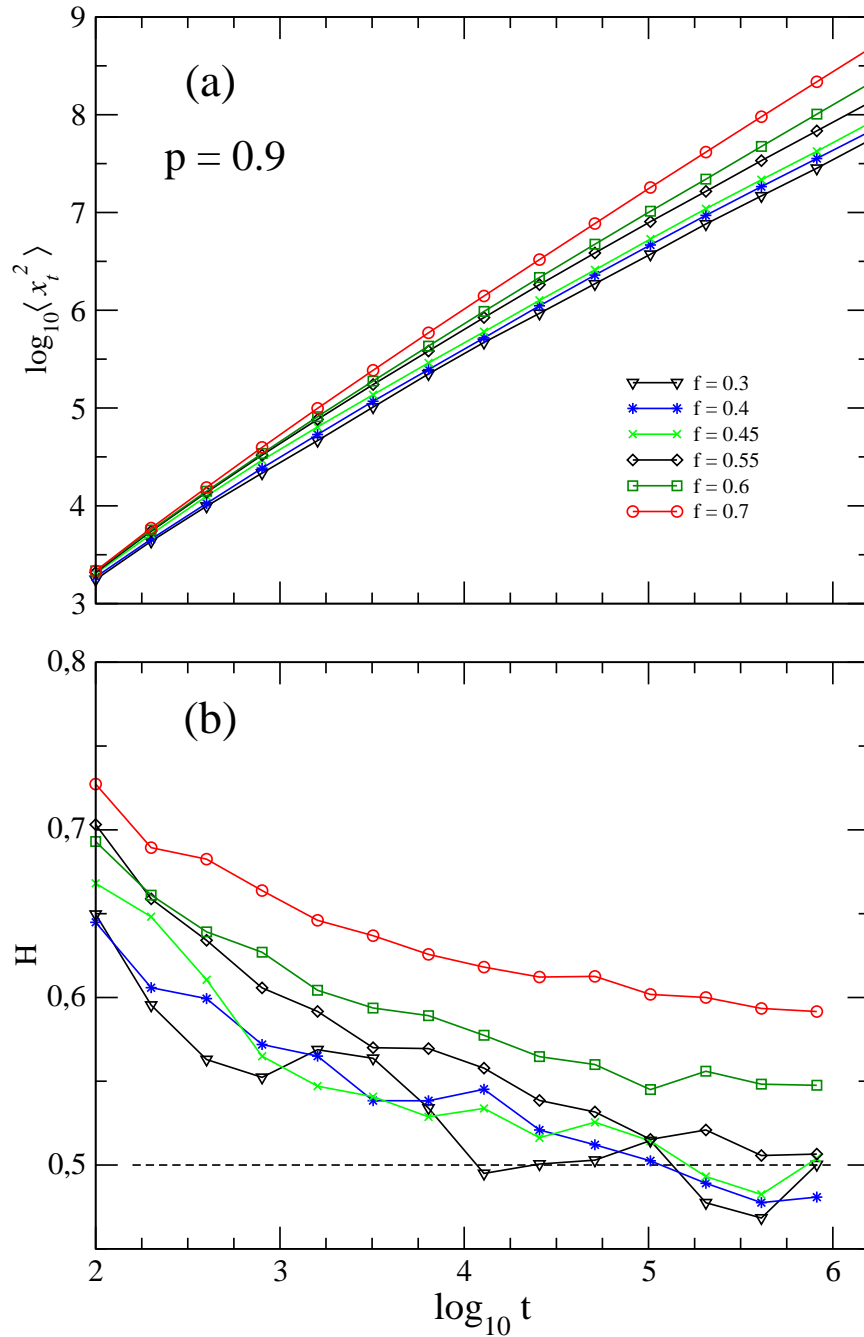 9
(a)
8
p = 0.9
7
log₁₀⟨ xₜ² ⟩
6
5
4
3
f = 0.3
f = 0.4
f = 0.45
f = 0.55
f = 0.6
f = 0.7
0,8
(b)
0,7
H
0,6
0,5
2 3 4 5 6
log₁₀ t